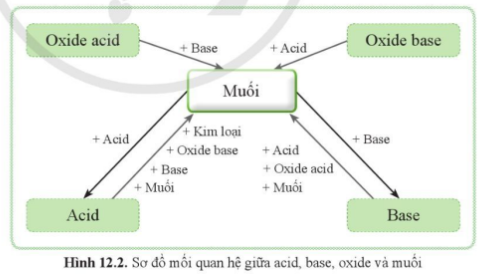 Oxide acid
Oxide base
+ Base
+ Acid
Muối
+ Acid
+ Kim loại
+ Oxide base
+ Base
+ Muối
+ Acid
+ Oxide acid
+ Muối
+ Base
Acid
Base
Hình 12.2. Sơ đồ mối quan hệ giữa acid, base, oxide và muối